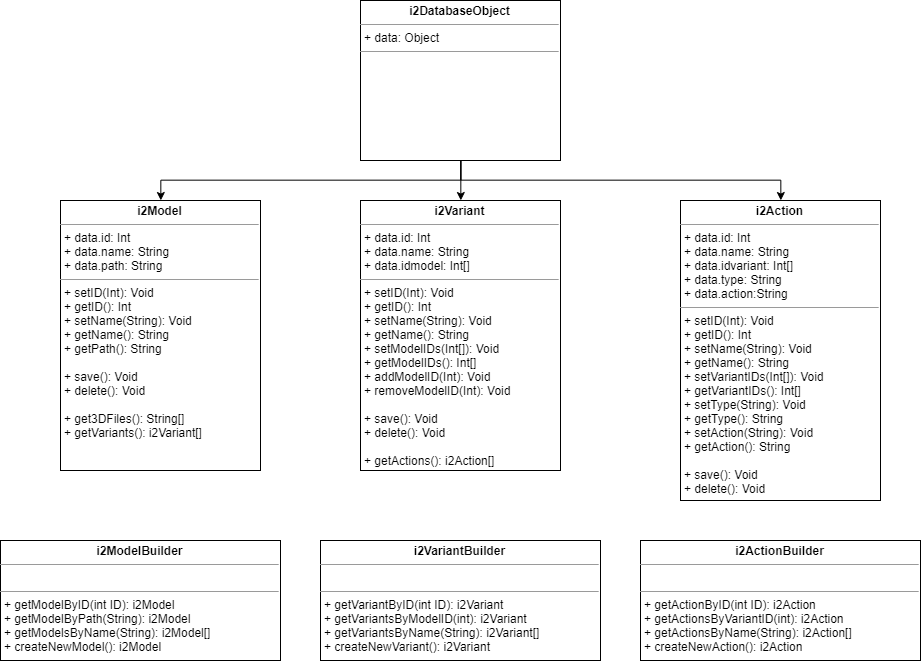 i2DatabaseObject
+ data: Object
i2Model
+ data.id: Int
+ data.name: String
+ data.path: String
+ setID(Int): Void
+ getID(): Int
+ setName(String): Void
+ getName(): String
+ getPath(): String
+ save(): Void
+ delete(): Void
+ get3DFiles(): String[]
+ getVariants(): i2Variant[]
i2Variant
+ data.id: Int
+ data.name: String
+ data.idmodel: Int[]
+ setID(Int): Void
+ getID(): Int
+ setName(String): Void
+ getName(): String
+ setModelIDs(Int[]): Void
+ getModelIDs(): Int[]
+ addModelID(Int): Void
+ removeModelID(Int): Void
+ save(): Void
+ delete(): Void
+ getActions(): i2Action[]
i2Action
+ data.id: Int
+ data.name: String
+ data.idvariant: Int[]
+ data.type: String
+ data.action:String
+ setID(Int): Void
+ getID(): Int
+ setName(String): Void
+ getName(): String
+ setVariantIDs(Int[]): Void
+ getVariantIDs(): Int[]
+ setType(String): Void
+ getType(): String
+ setAction(String): Void
+ getAction(): String
+ save(): Void
+ delete(): Void
i2ModelBuilder
+ getModelByID(int ID): i2Model
+ getModelByPath(String): i2Model
+ getModelsByName(String): i2Model[]
+ createNewModel(): i2Model
i2VariantBuilder
+ getVariantByID(int ID): i2Variant
+ getVariantsByModelID(int): i2Variant
+ getVariantsByName(String): i2Variant[]
+ createNewVariant(): i2Variant
i2ActionBuilder
+ getActionByID(int ID): i2Action
+ getActionsByVariantID(int): i2Action
+ getActionsByName(String): i2Action[]
+ createNewAction(): i2Action